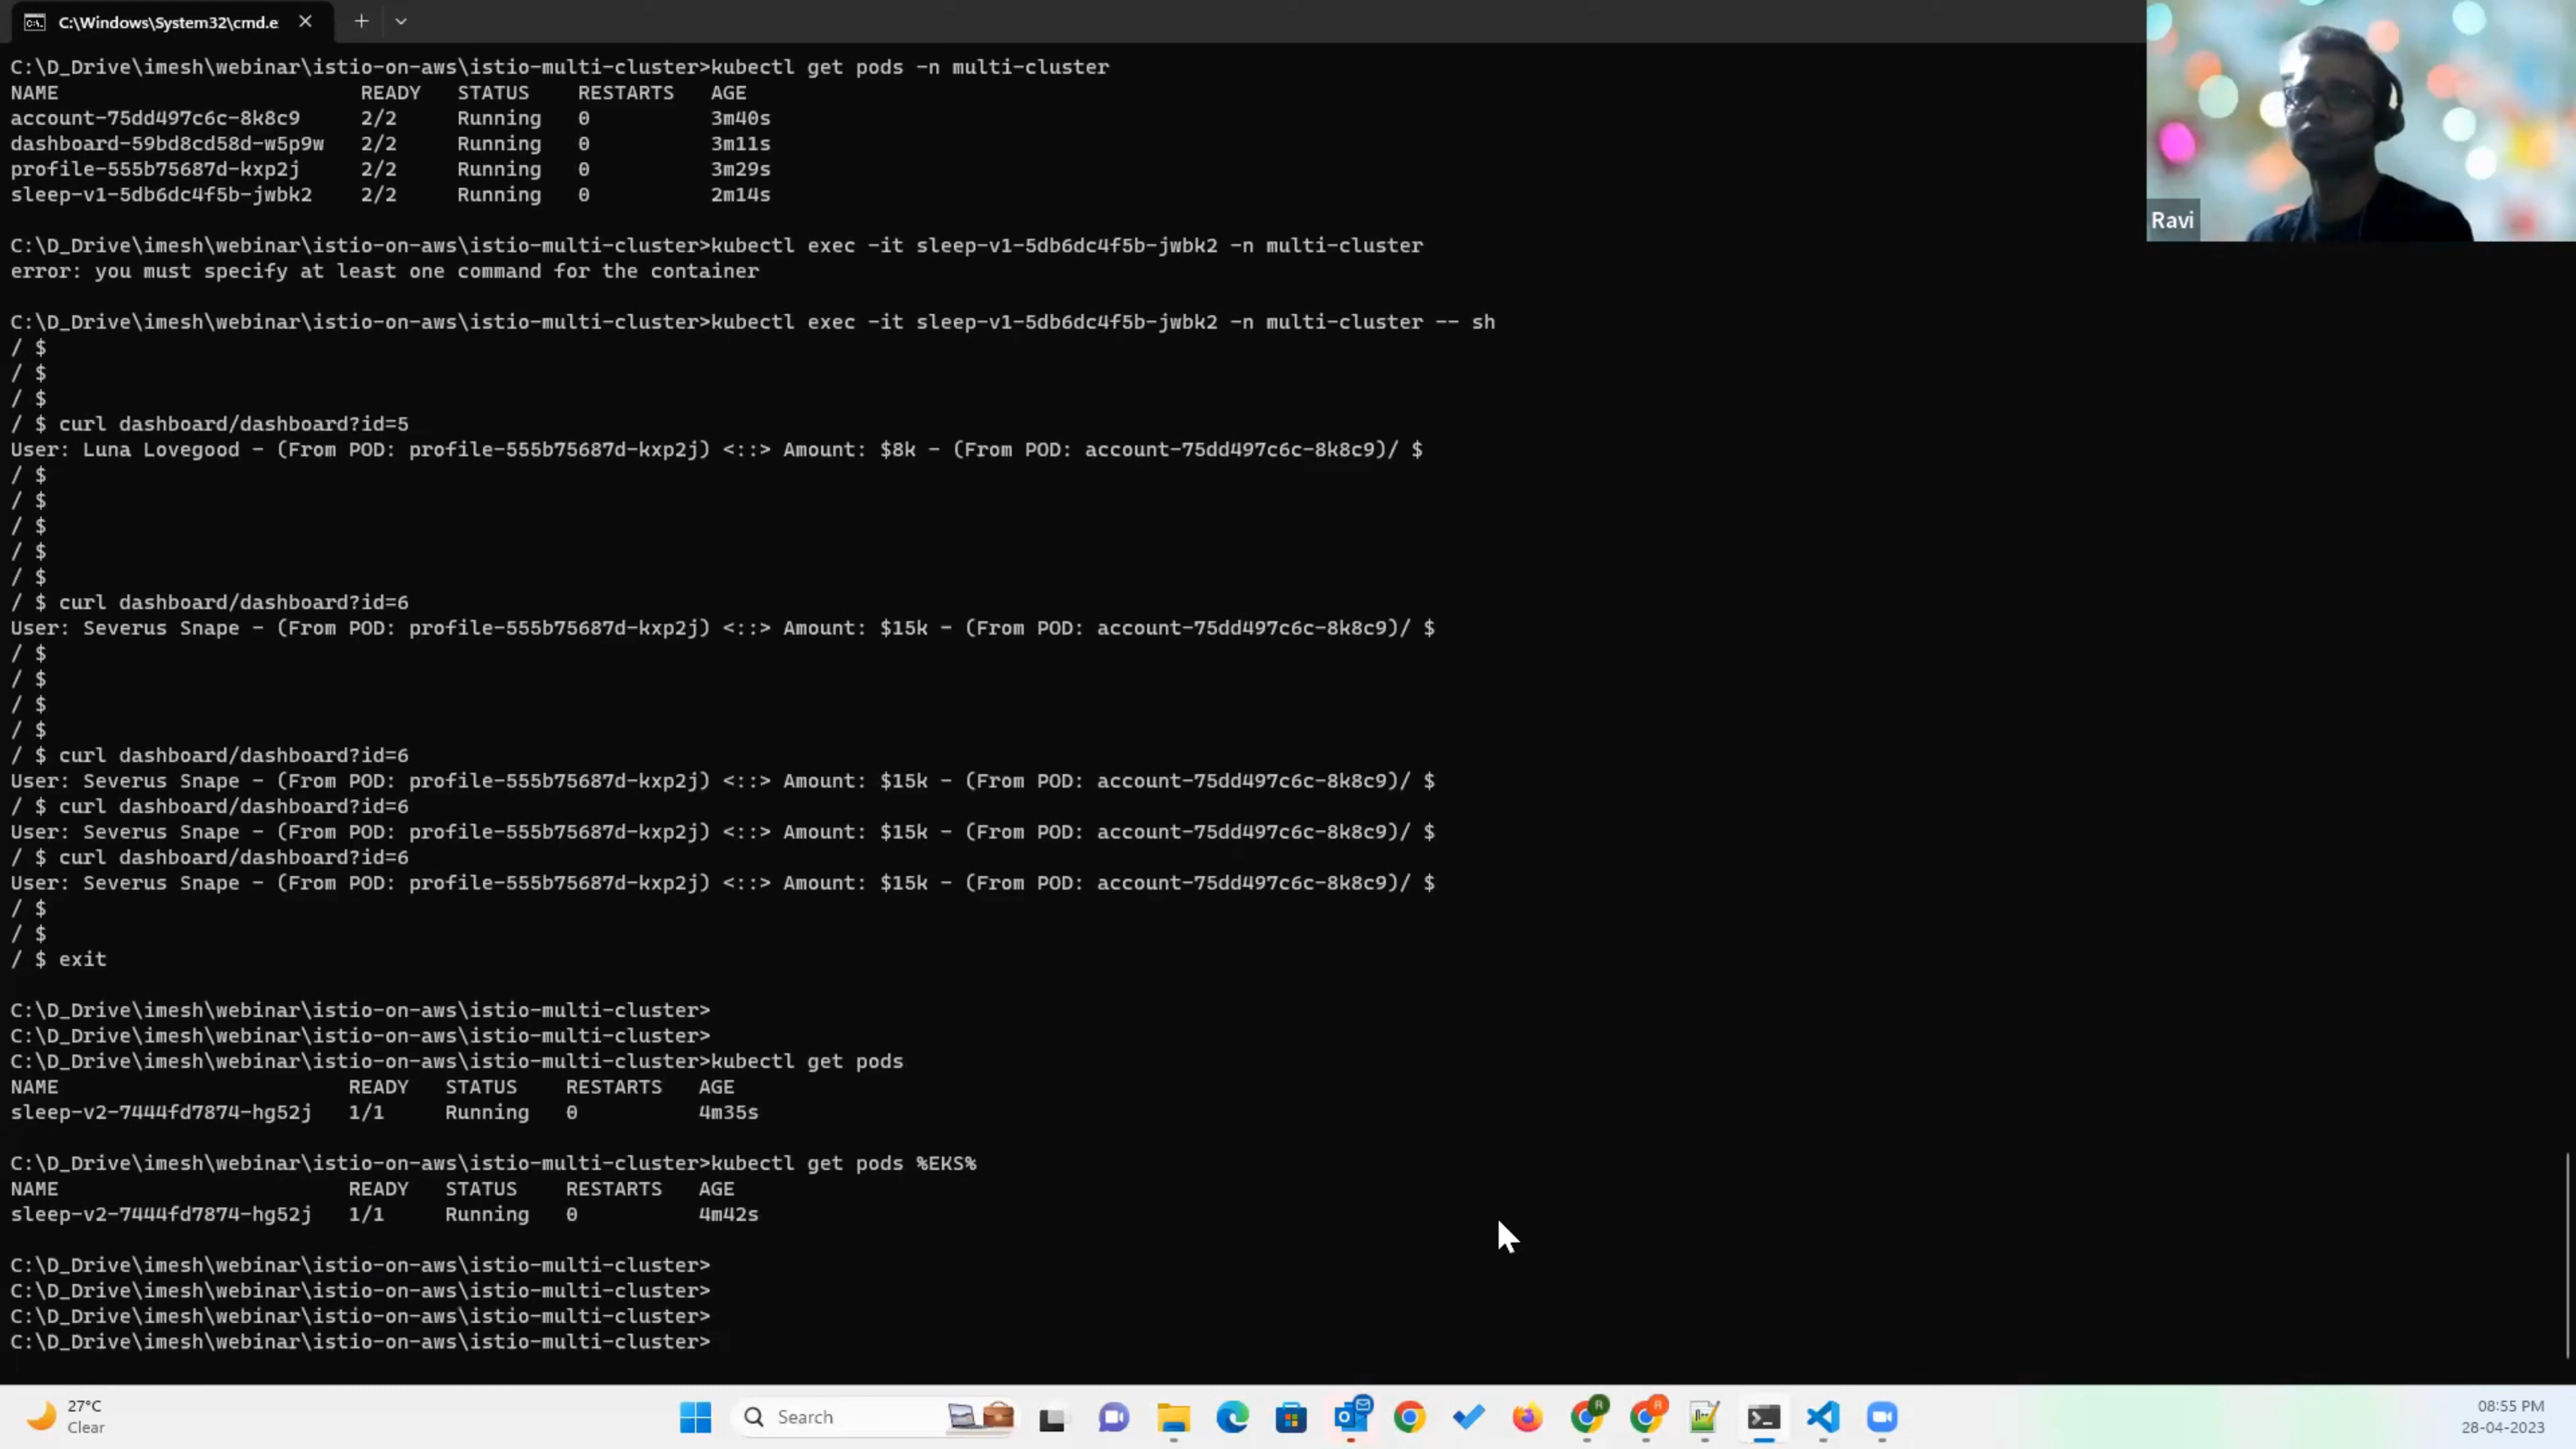 C:\Windows\System32\cmd.e
C:\D_Drive\imesh\webinar\istio-on-aws\istio-multi-cluster>kubectl get pods -n multi-cluster
NAME READY STATUS RESTARTS AGE
account-75dd497c6c-8k8c9 2/2 Running 0 3m40s
dashboard-59bd8cd58d-w5p9w 2/2 Running 0 3m11s
profile-555b75687d-kxp2j 2/2 Running 0 3m29s
sleep-v1-5db6dc4f5b-jwbk2 2/2 Running 0 2m14s
Ravi
C:\D_Drive\imesh\webinar\istio-on-aws\istio-multi-cluster>kubectl exec -it sleep-v1-5db6dc4f5b-jwbk2 -n multi-cluster
error: you must specify at least one command for the container
C:\D_Drive\imesh\webinar\istio-on-aws\istio-multi-cluster>kubectl exec -it sleep-v1-5db6dc4f5b-jwbk2 -n multi-cluster -- sh
/ $
/ $
/ $
/ $ curl dashboard/dashboard?id=5
User: Luna Lovegood - (From POD: profile-555b75687d-kxp2j) <::> Amount: $8k - (From POD: account-75dd497c6c-8k8c9)/ $
/ $
/ $
/ $
/ $
/ $
/ $ curl dashboard/dashboard?id=6
User: Severus Snape - (From POD: profile-555b75687d-kxp2j) <::> Amount: $15k - (From POD: account-75dd497c6c-8k8c9)/ $
/ $
/ $
/ $
/ $
/ $ curl dashboard/dashboard?id=6
User: Severus Snape - (From POD: profile-555b75687d-kxp2j) <::> Amount: $15k - (From POD: account-75dd497c6c-8k8c9)/ $
/ $ curl dashboard/dashboard?id=6
User: Severus Snape - (From POD: profile-555b75687d-kxp2j) <::> Amount: $15k - (From POD: account-75dd497c6c-8k8c9)/ $
/ $ curl dashboard/dashboard?id=6
User: Severus Snape - (From POD: profile-555b75687d-kxp2j) <::> Amount: $15k - (From POD: account-75dd497c6c-8k8c9)/ $
/ $
/ $
/ $ exit
C:\D_Drive\imesh\webinar\istio-on-aws\istio-multi-cluster>
C:\D_Drive\imesh\webinar\istio-on-aws\istio-multi-cluster>
C:\D_Drive\imesh\webinar\istio-on-aws\istio-multi-cluster>kubectl get pods
NAME READY STATUS RESTARTS AGE
sleep-v2-7444fd7874-hg52j 1/1 Running 0 4m35s
C:\D_Drive\imesh\webinar\istio-on-aws\istio-multi-cluster>kubectl get pods %EKS%
NAME READY STATUS RESTARTS AGE
sleep-v2-7444fd7874-hg52j 1/1 Running 0 4m42s
C:\D_Drive\imesh\webinar\istio-on-aws\istio-multi-cluster>
C:\D_Drive\imesh\webinar\istio-on-aws\istio-multi-cluster>
C:\D_Drive\imesh\webinar\istio-on-aws\istio-multi-cluster>
C:\D_Drive\imesh\webinar\istio-on-aws\istio-multi-cluster>
27°C
Clear
Search
08:55 PM
28-04-2023